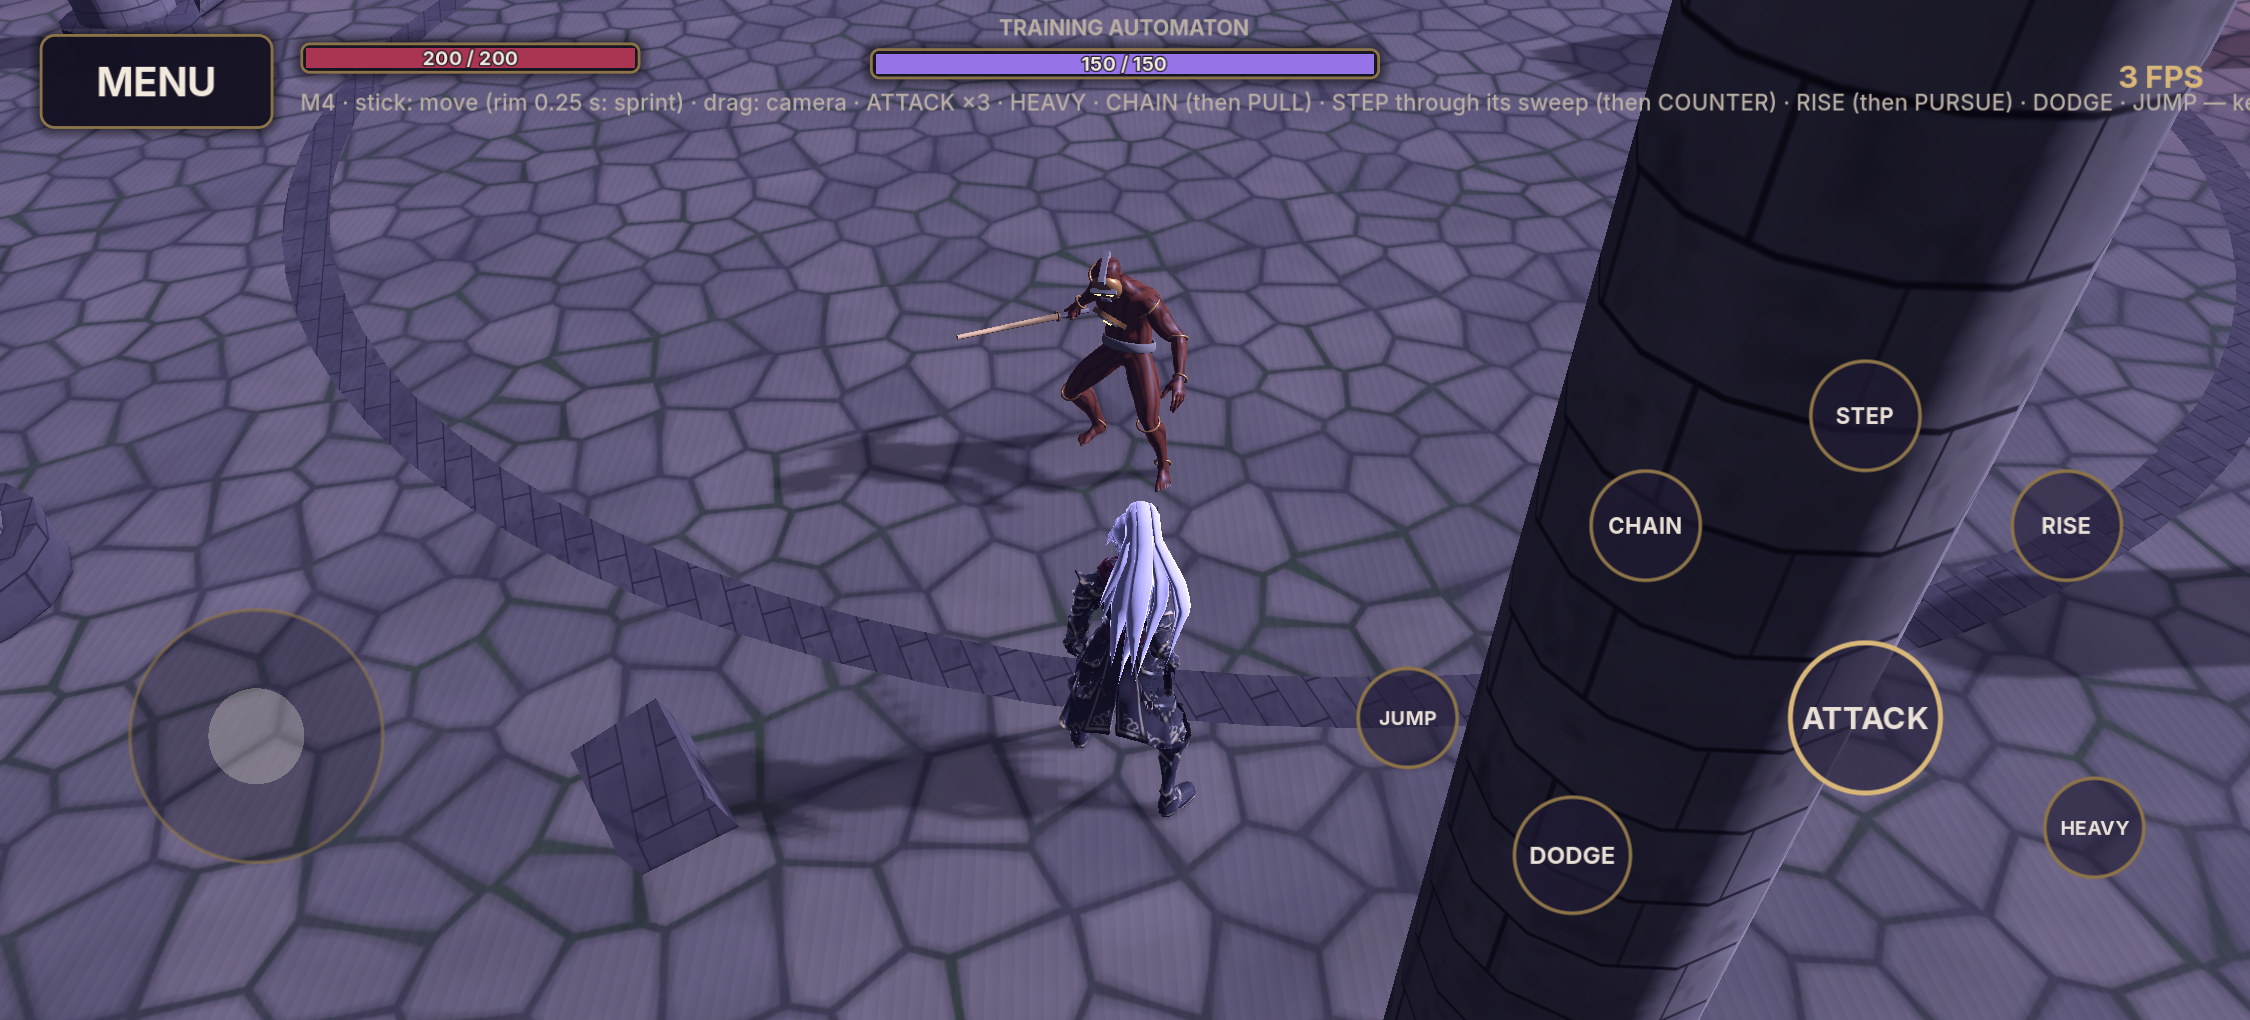 TRAINING AUTOMATON
MENU
200 / 200
150 / 150
3 FPS
M4 · stick: move (rim 0.25 s: sprint) · drag: camera · ATTACK ×3 · HEAVY · CHAIN (then PULL) · STEP through its sweep (then COUNTER) · RISE (then PURSUE) · DODGE · JUMP —
STEP
CHAIN
RISE
JUMP
ATTACK
HEAVY
DODGE